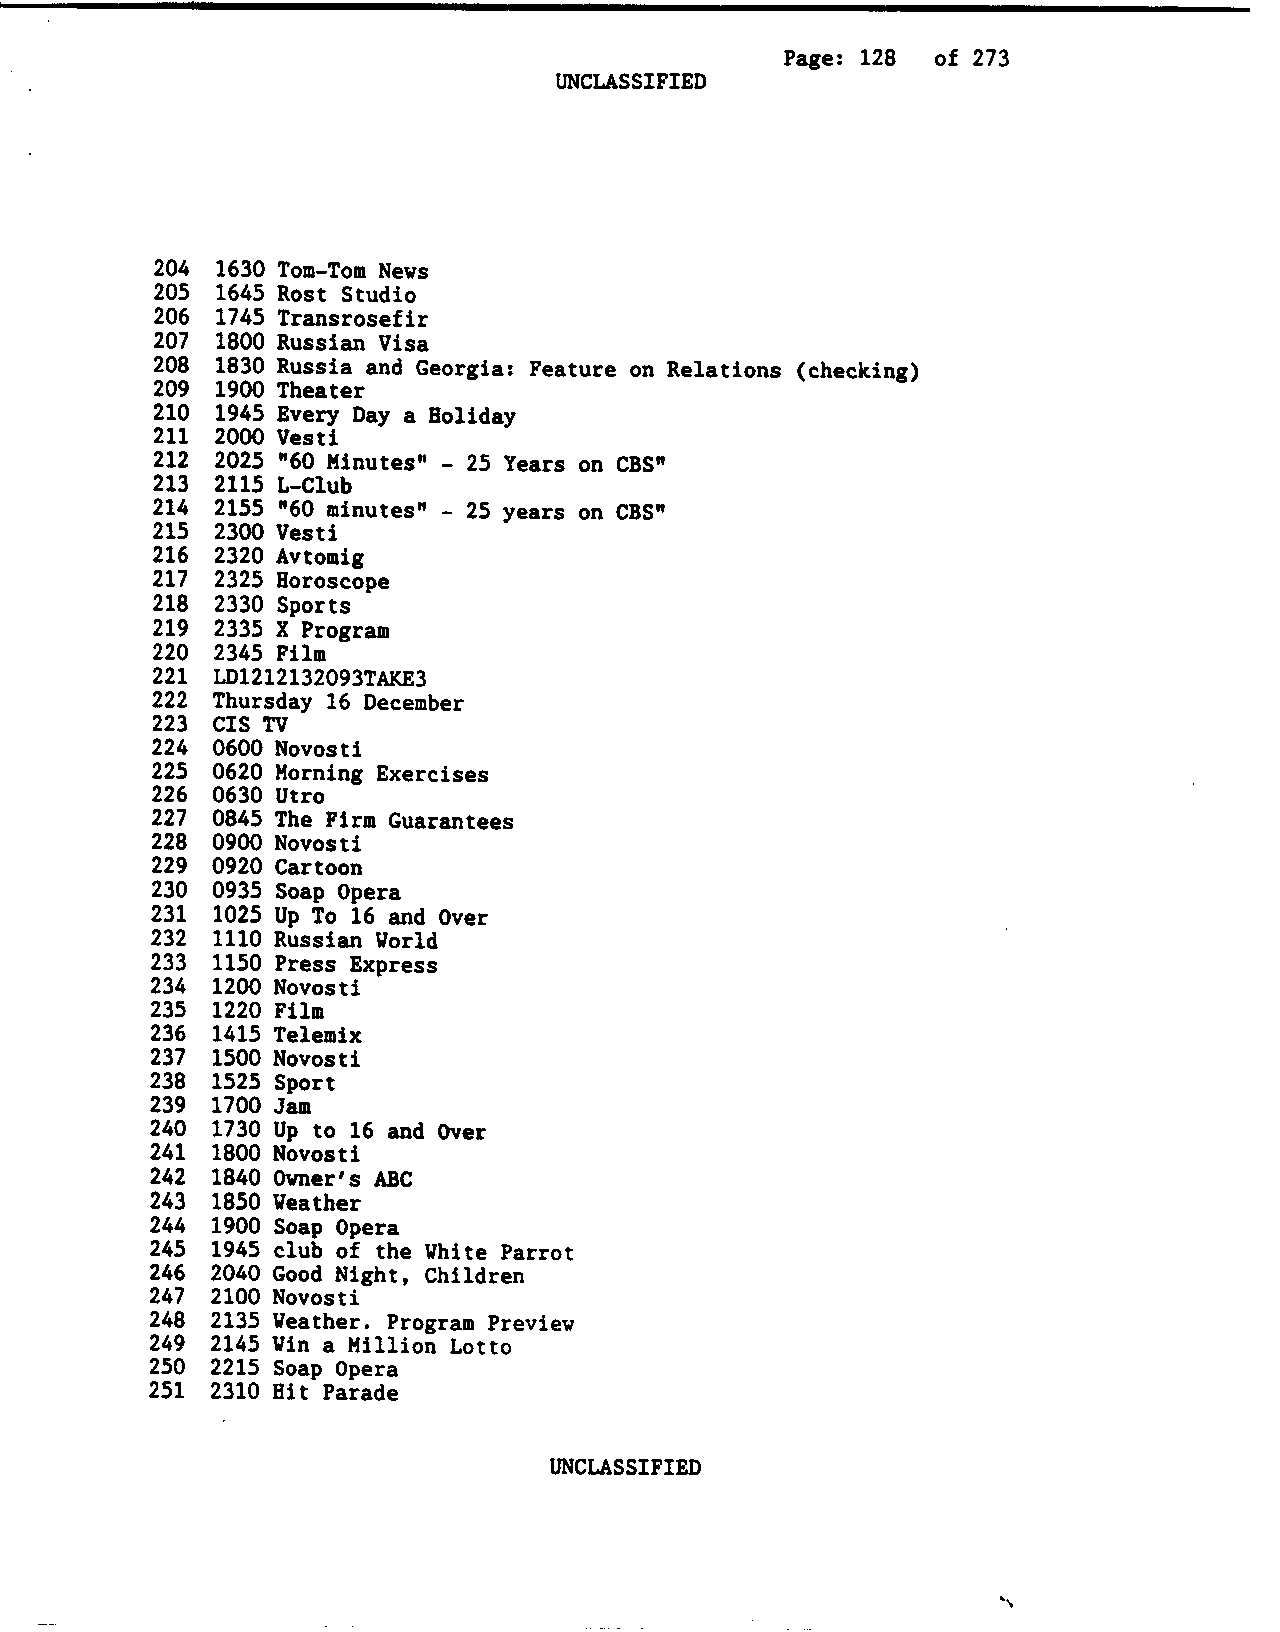 Page: 128 of 273
UNCLASSIFIED
204 1630 Tom-Tom News
205 1645 Rost Studio
206 1745 Transrosefir
207 1800 Russian Visa
208 1830 Russia and Georgia: Feature on Relations (checking)
209 1900 Theater
210 1945 Every Day a Holiday
211 2000 Vesti
212 2025 "60 Minutes" - 25 Years on CBS"
213 2115 L-Club
214 2155 "60 minutes" - 25 years on CBS"
215 2300 Vesti
216 2320 Avtomig
217 2325 Horoscope
218 2330 Sports
219 2335 X Program
220 2345 Film
221 LD1212132093TAKE3
222 Thursday 16 December
223 CIS TV
224 0600 Novosti
225 0620 Morning Exercises
226 0630 Utro
227 0845 The Firm Guarantees
228 0900 Novosti
229 0920 Cartoon
230 0935 Soap Opera
231 1025 Up To 16 and Over
232 1110 Russian World
233 1150 Press Express
234 1200 Novosti
235 1220 Film
236 1415 Telemix
237 1500 Novosti
238 1525 Sport
239 1700 Jam
240 1730 Up to 16 and Over
241 1800 Novosti
242 1840 Owner's ABC
243 1850 Weather
244 1900 Soap Opera
245 1945 club of the White Parrot
246 2040 Good Night, Children
247 2100 Novosti
248 2135 Weather. Program Preview
249 2145 Win a Million Lotto
250 2215 Soap Opera
251 2310 Hit Parade
UNCLASSIFIED